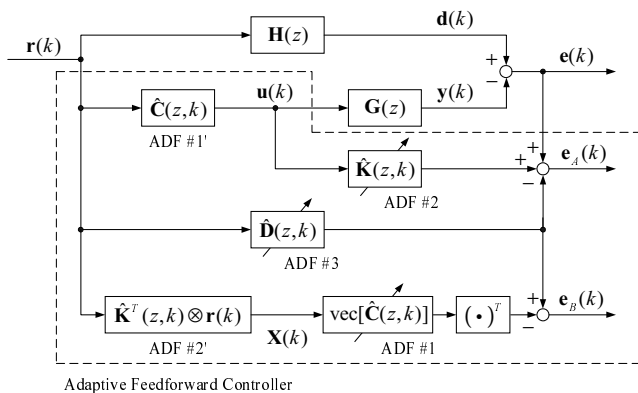 r(k)
H(z)
d(k)
+
−
e(k)
Ĉ(z,k)
ADF #1'
u(k)
G(z)
y(k)
K̂(z,k)
ADF #2
+
+
−
e_A(k)
D̂(z,k)
ADF #3
K̂^T(z,k)⊗r(k)
ADF #2'
X(k)
vec[Ĉ(z,k)]
ADF #1
(•)^T
+
−
e_B(k)
Adaptive Feedforward Controller